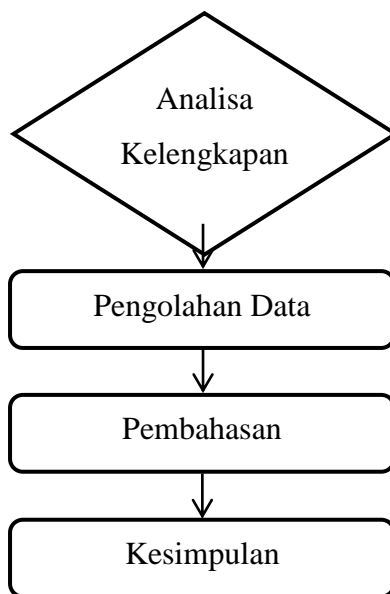 Analisa
Kelengkapan
Pengolahan Data
Pembahasan
Kesimpulan